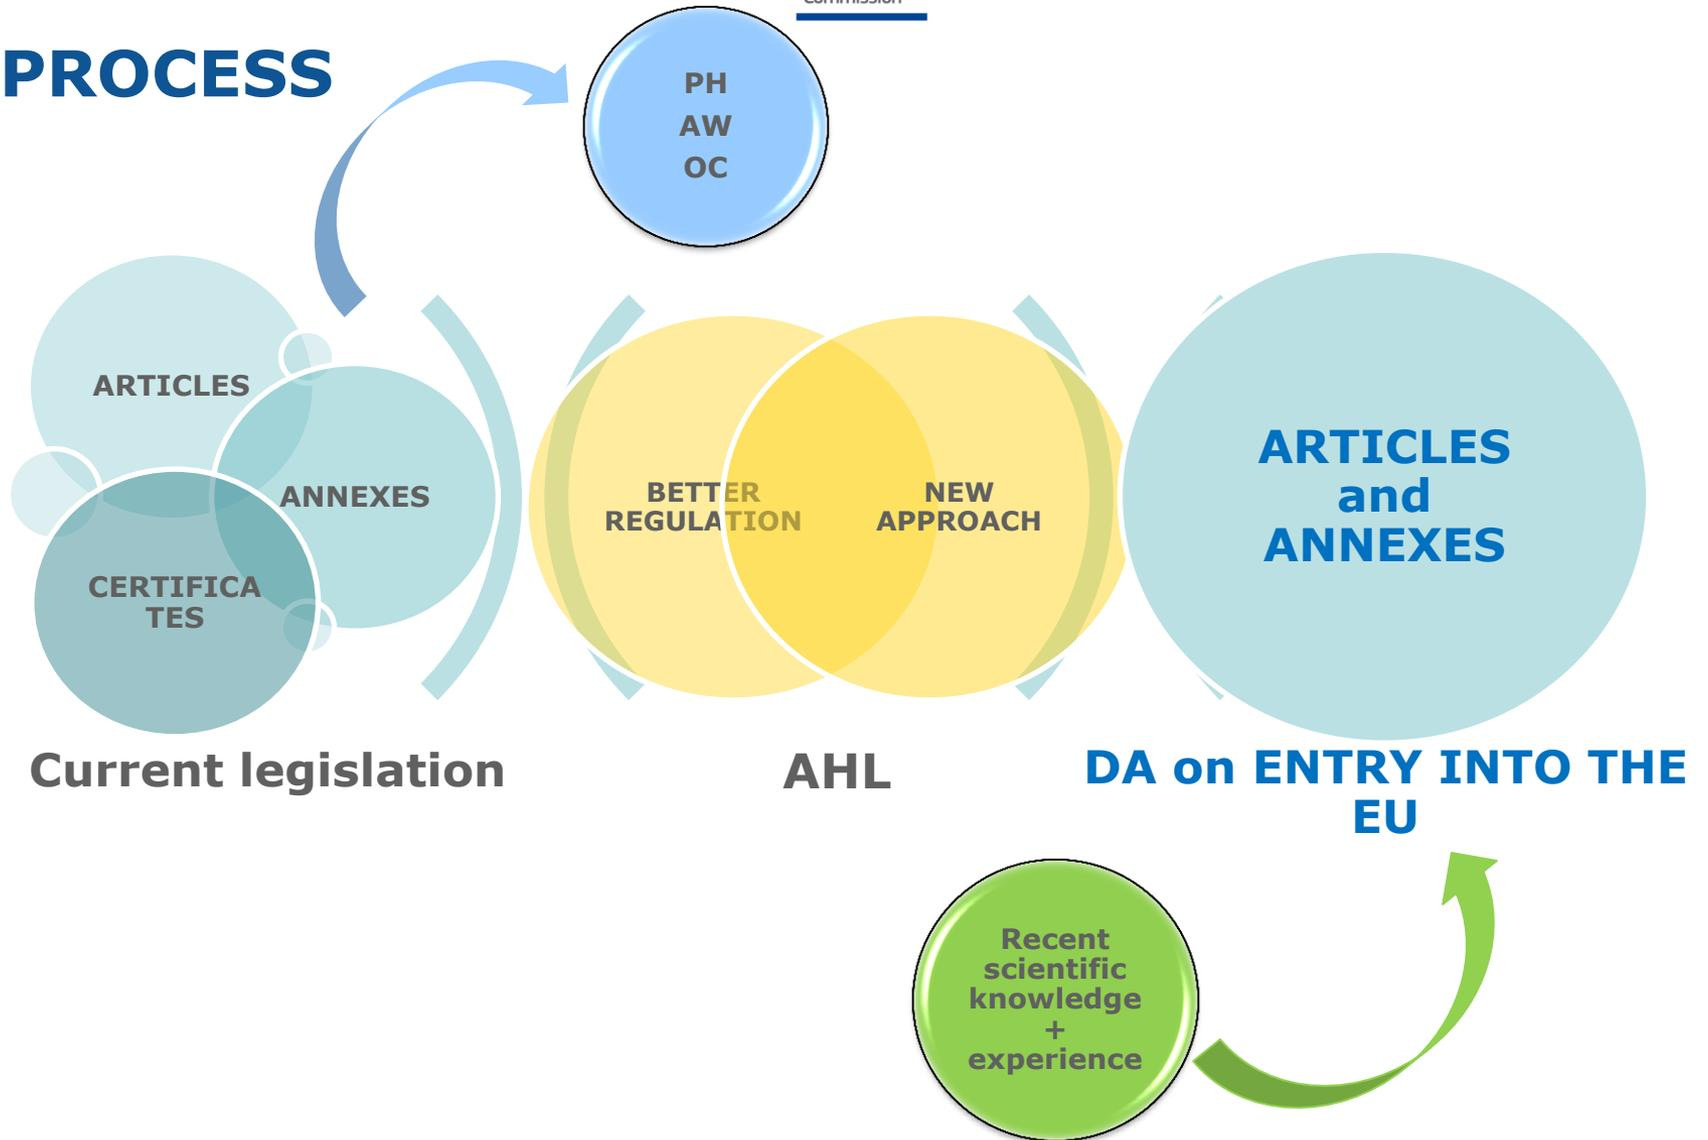 Commission
PROCESS
PH
AW
OC
ARTICLES
ANNEXES
CERTIFICA
TES
BETTER
REGULATION
NEW
APPROACH
ARTICLES
and
ANNEXES
Current legislation
AHL
DA on ENTRY INTO THE
EU
Recent
scientific
knowledge
+
experience